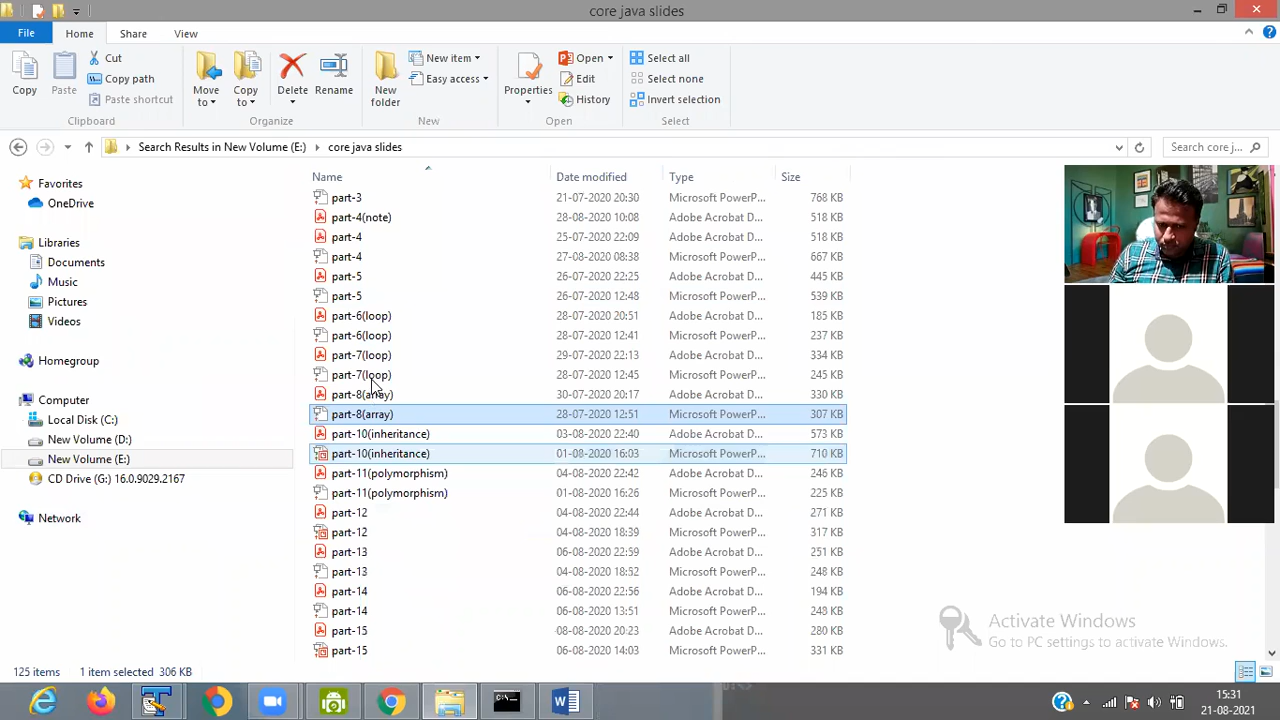 core java slides
File Home Share View
Copy Paste Cut Copy path Paste shortcut Move to Copy to Delete Rename New folder New item Easy access Properties Open Edit History Select all Select none Invert selection
Clipboard Organize New Open Select
Search Results in New Volume (E:) core java slides Search core j...
Name Date modified Type Size
Favorites
OneDrive
Libraries
Documents
Music
Pictures
Videos
Homegroup
Computer
Local Disk (C:)
New Volume (D:)
New Volume (E:)
CD Drive (G:) 16.0.9029.2167
Network
part-3 21-07-2020 20:30 Microsoft PowerP... 768 KB
part-4(note) 28-08-2020 10:08 Adobe Acrobat D... 518 KB
part-4 25-07-2020 22:09 Adobe Acrobat D... 518 KB
part-4 27-08-2020 08:38 Microsoft PowerP... 667 KB
part-5 26-07-2020 22:25 Adobe Acrobat D... 445 KB
part-5 26-07-2020 12:48 Microsoft PowerP... 539 KB
part-6(loop) 28-07-2020 20:51 Adobe Acrobat D... 185 KB
part-6(loop) 28-07-2020 12:41 Microsoft PowerP... 237 KB
part-7(loop) 29-07-2020 22:13 Adobe Acrobat D... 334 KB
part-7(loop) 28-07-2020 12:45 Microsoft PowerP... 245 KB
part-8(array) 30-07-2020 20:17 Adobe Acrobat D... 330 KB
part-8(array) 28-07-2020 12:51 Microsoft PowerP... 307 KB
part-10(inheritance) 03-08-2020 22:40 Adobe Acrobat D... 573 KB
part-10(inheritance) 01-08-2020 16:03 Microsoft PowerP... 710 KB
part-11(polymorphism) 04-08-2020 22:42 Adobe Acrobat D... 246 KB
part-11(polymorphism) 01-08-2020 16:26 Microsoft PowerP... 225 KB
part-12 04-08-2020 22:44 Adobe Acrobat D... 271 KB
part-12 04-08-2020 18:39 Microsoft PowerP... 317 KB
part-13 06-08-2020 22:59 Adobe Acrobat D... 251 KB
part-13 04-08-2020 18:52 Microsoft PowerP... 248 KB
part-14 06-08-2020 22:56 Adobe Acrobat D... 194 KB
part-14 06-08-2020 13:51 Microsoft PowerP... 248 KB
part-15 08-08-2020 20:23 Adobe Acrobat D... 280 KB
part-15 06-08-2020 14:03 Microsoft PowerP... 331 KB
Activate Windows
Go to PC settings to activate Windows.
125 items 1 item selected 306 KB
15:31
21-08-2021